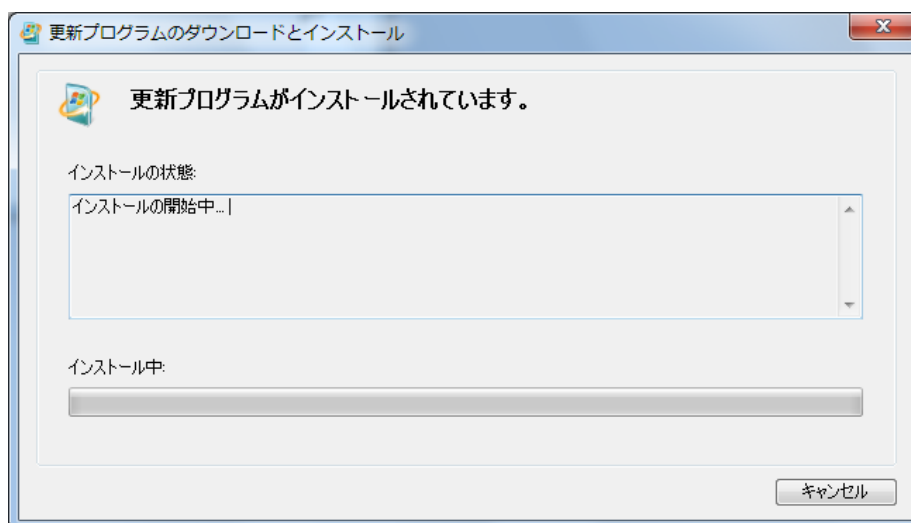 更新プログラムのダウンロードとインストール
更新プログラムがインストールされています。
インストールの状態:
インストールの開始中...
インストール中:
キャンセル